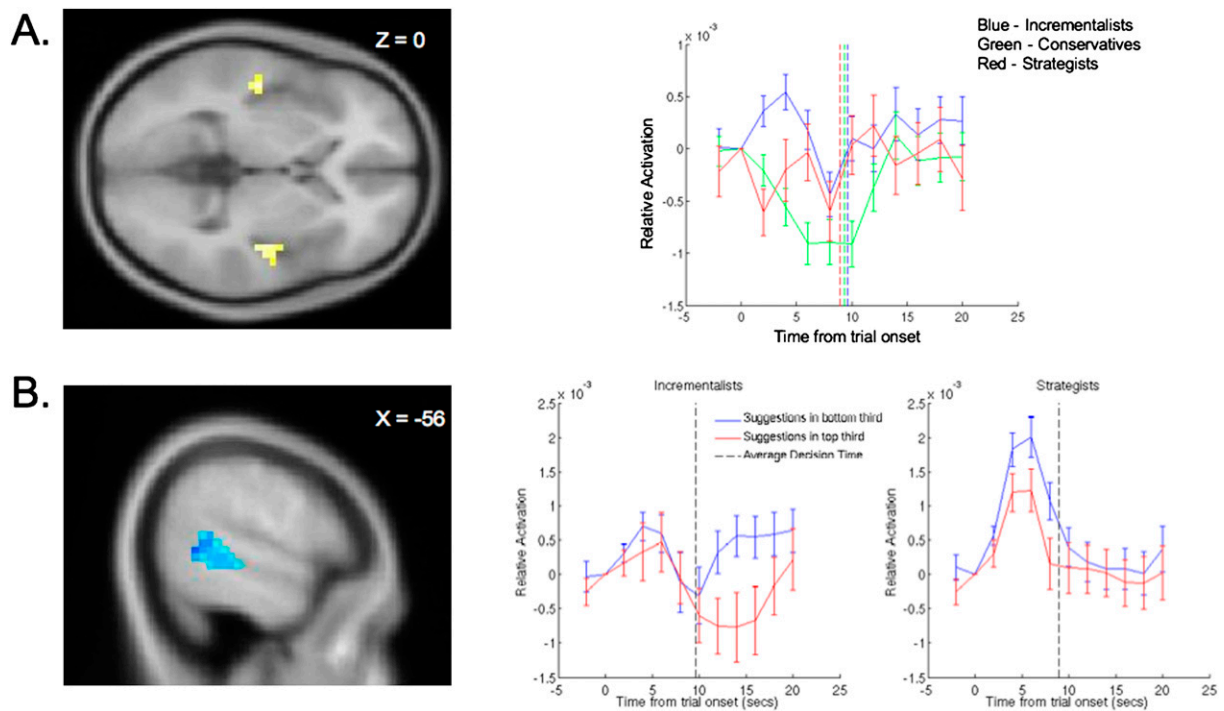 A.
Z = 0
Blue - Incrementalists
Green - Conservatives
Red - Strategists
× 10⁻³
1
0.5
0
-0.5
-1
-1.5
Relative Activation
-5 0 5 10 15 20 25
Time from trial onset
B.
X = -56
Incrementalists
× 10⁻³
2.5
2
1.5
1
0.5
0
-0.5
-1
-1.5
Relative Activation
Suggestions in bottom third
Suggestions in top third
Average Decision Time
-5 0 5 10 15 20 25
Time from trial onset (secs)
Strategists
× 10⁻³
2.5
2
1.5
1
0.5
0
-0.5
-1
-1.5
Relative Activation
-5 0 5 10 15 20 25
Time from trial onset (secs)